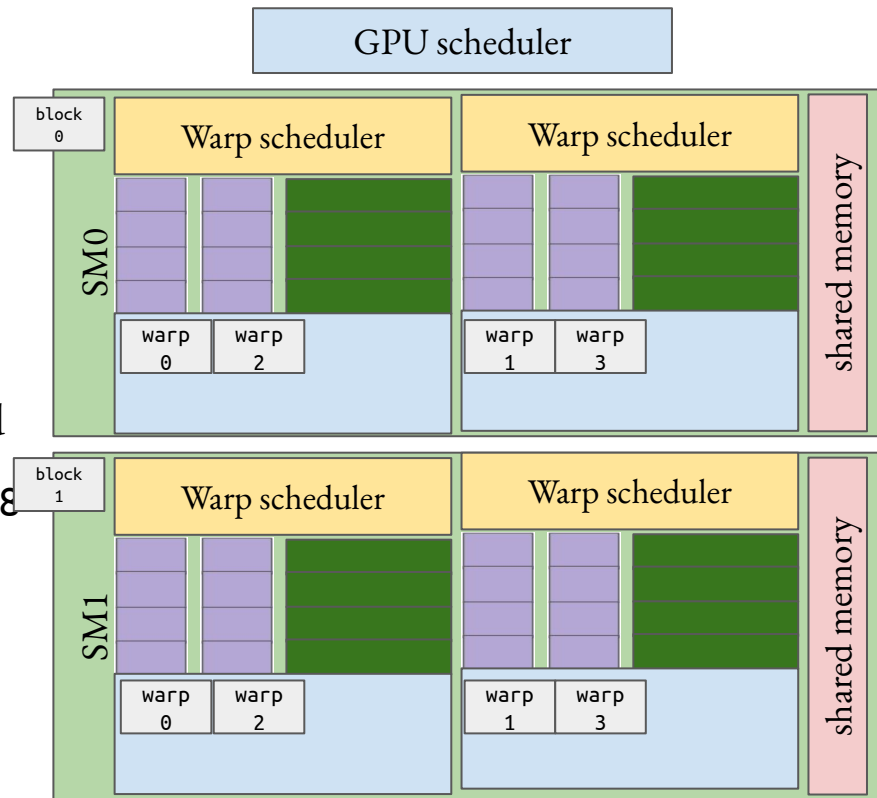 GPU scheduler
block
0
Warp scheduler
Warp scheduler
SM0
shared memory
warp
0
warp
2
warp
1
warp
3
block
1
8
Warp scheduler
Warp scheduler
SM1
shared memory
warp
0
warp
2
warp
1
warp
3